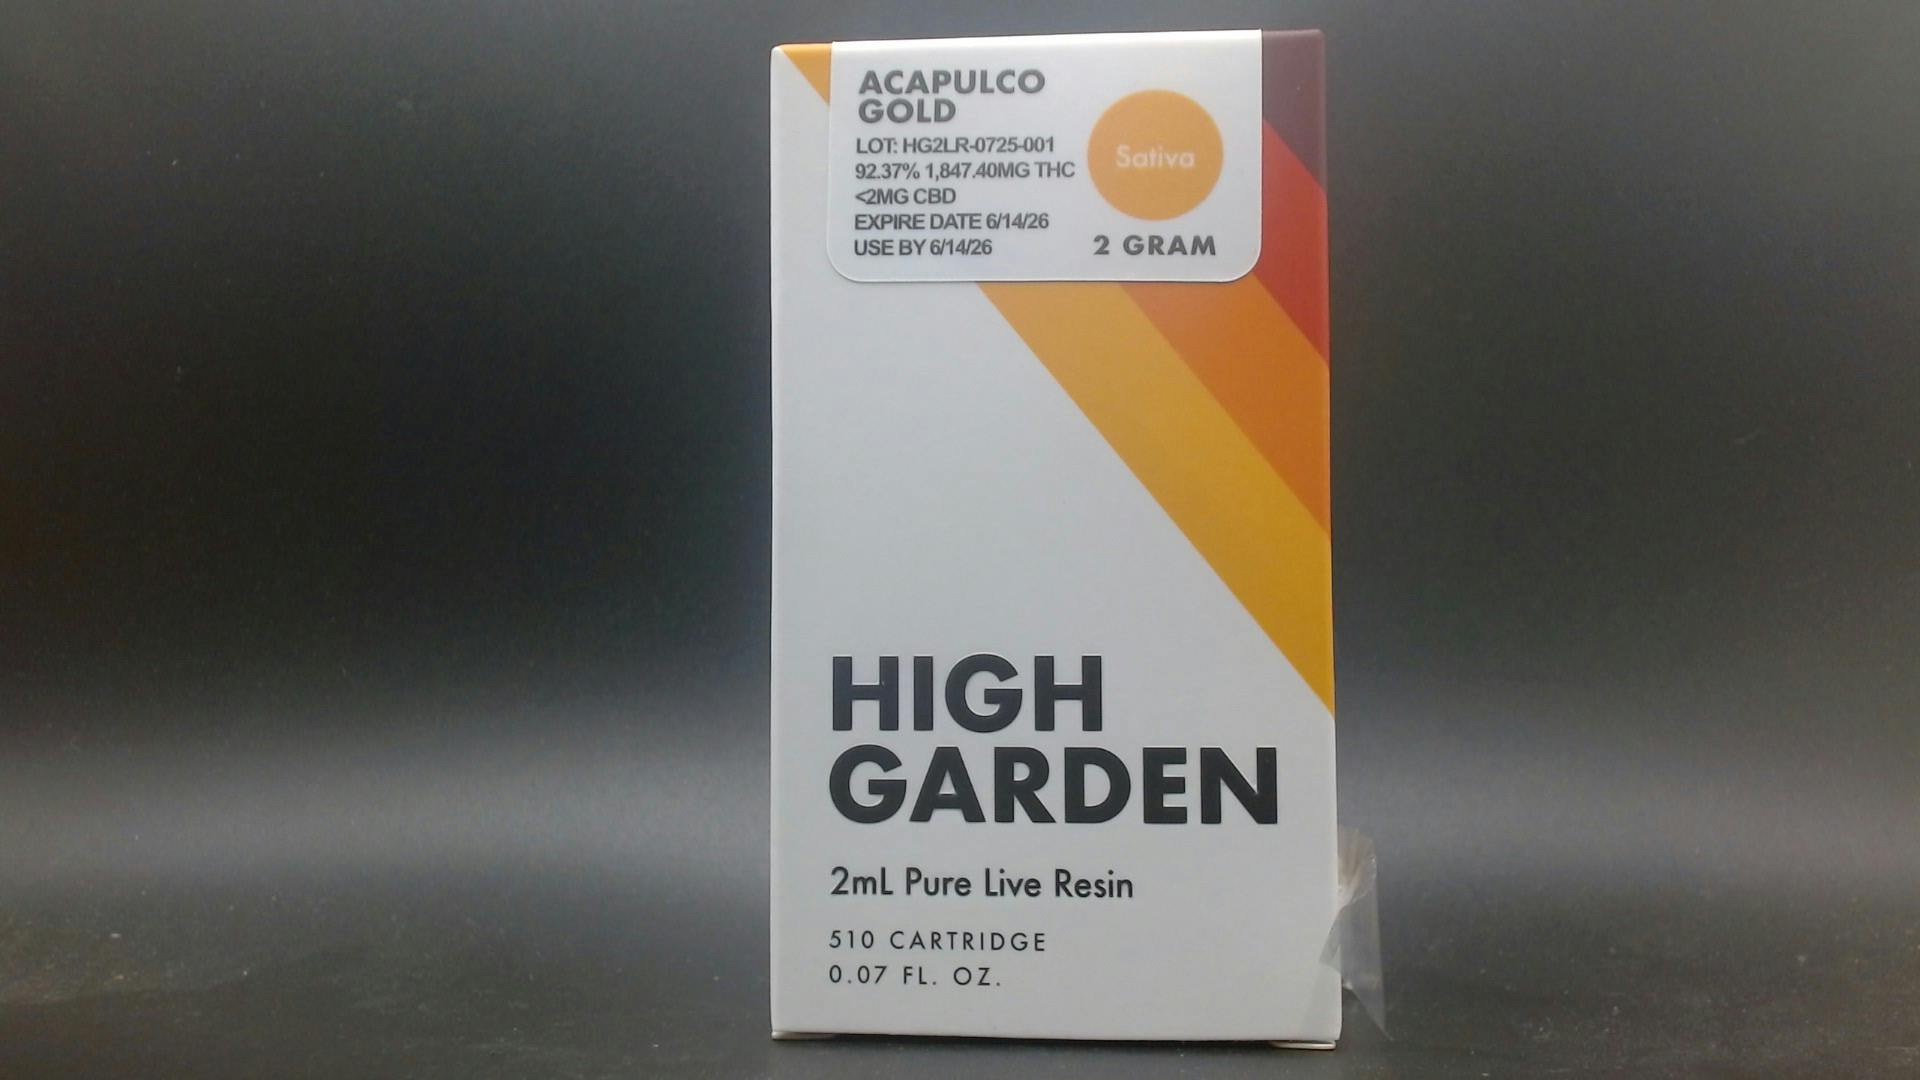 ACAPULCO
GOLD
LOT: HG2LR-0725-001
92.37% 1,847.40MG THC
<2MG CBD
EXPIRE DATE 6/14/26
USE BY 6/14/26
Sativa
2 GRAM
HIGH
GARDEN
2mL Pure Live Resin
510 CARTRIDGE
0.07 FL. OZ.